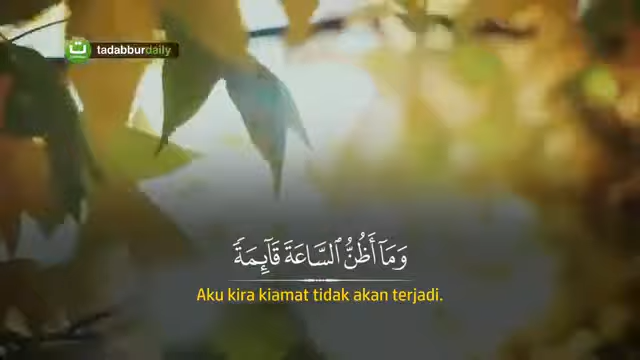 tadabburdaily
وَمَآ أَظُنُّ ٱلسَّاعَةَ قَآئِمَةً
Aku kira kiamat tidak akan terjadi.